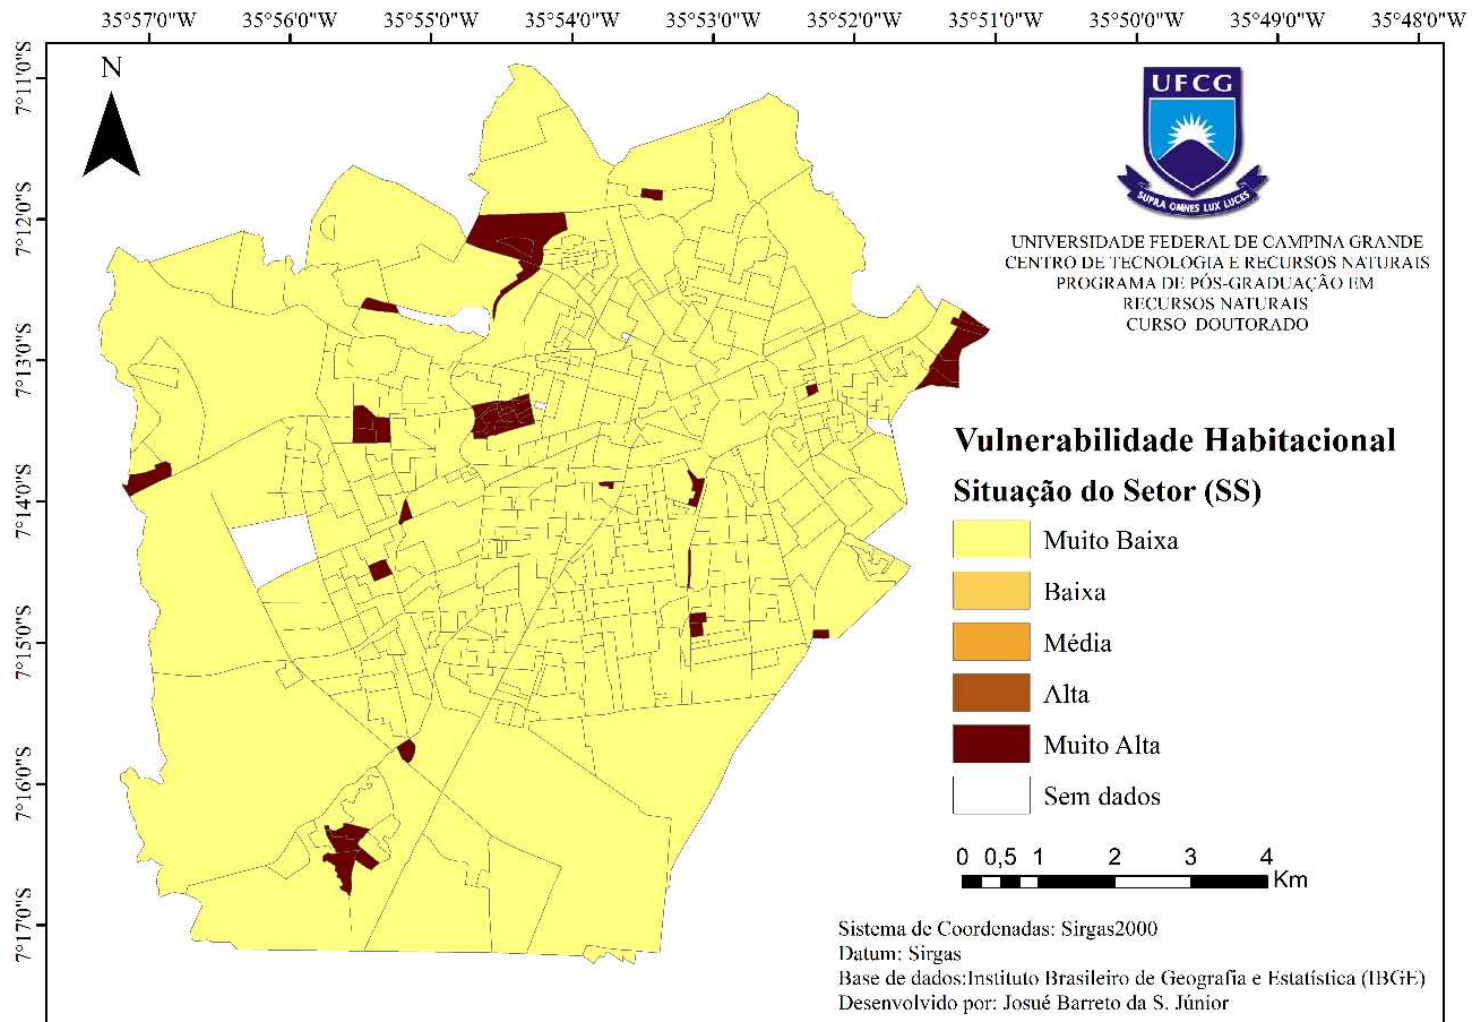 35°57'0"W 35°56'0"W 35°55'0"W 35°54'0"W 35°53'0"W 35°52'0"W 35°51'0"W 35°50'0"W 35°49'0"W 35°48'0"W
7°11'0"S
7°12'0"S
7°13'0"S
7°14'0"S
7°15'0"S
7°16'0"S
7°17'0"S
N
UFCG
SUPRA OMNES LUX LUCES
UNIVERSIDADE FEDERAL DE CAMPINA GRANDE
CENTRO DE TECNOLOGIA E RECURSOS NATURAIS
PROGRAMA DE PÓS-GRADUAÇÃO EM
RECURSOS NATURAIS
CURSO DOUTORADO
Vulnerabilidade Habitacional
Situação do Setor (SS)
Muito Baixa
Baixa
Média
Alta
Muito Alta
Sem dados
0 0,5 1 2 3 4
Km
Sistema de Coordenadas: Sirgas2000
Datum: Sirgas
Base de dados:Instituto Brasileiro de Geografia e Estatística (IBGE)
Desenvolvido por: Josué Barreto da S. Júnior